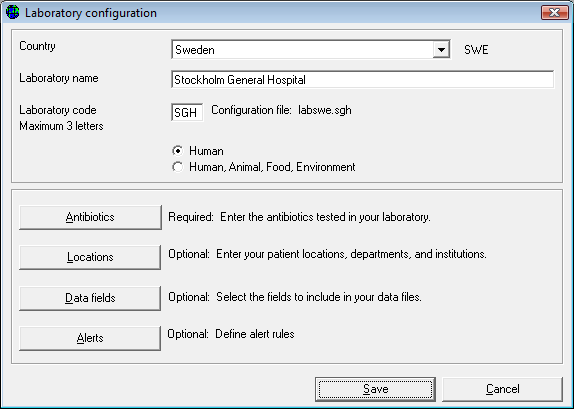 Laboratory configuration
Country
Sweden
SWE
Laboratory name
Stockholm General Hospital
Laboratory code
Maximum 3 letters
SGH
Configuration file: labswe.sgh
Human
Human, Animal, Food, Environment
Antibiotics
Required: Enter the antibiotics tested in your laboratory.
Locations
Optional: Enter your patient locations, departments, and institutions.
Data fields
Optional: Select the fields to include in your data files.
Alerts
Optional: Define alert rules
Save
Cancel